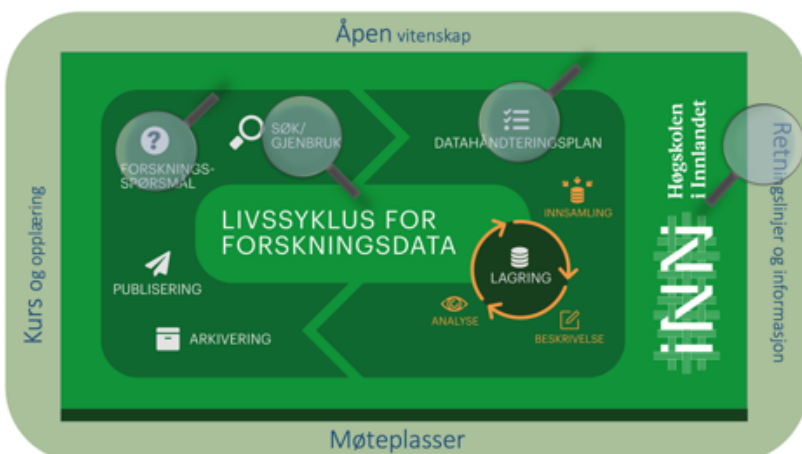 Åpen vitenskap
SØK/
GJENBRUK
FORSKNINGS-
SPØRSMÅL
DATAHÅNDTERINGSPLAN
INNSAMLING
LIVSSYKLUS FOR
FORSKNINGSDATA
LAGRING
PUBLISERING
ANALYSE
BESKRIVELSE
ARKIVERING
Høgskolen
i Innlandet
iNNj
Kurs og opplæring
Retningslinjer og informasjon
Møteplasser